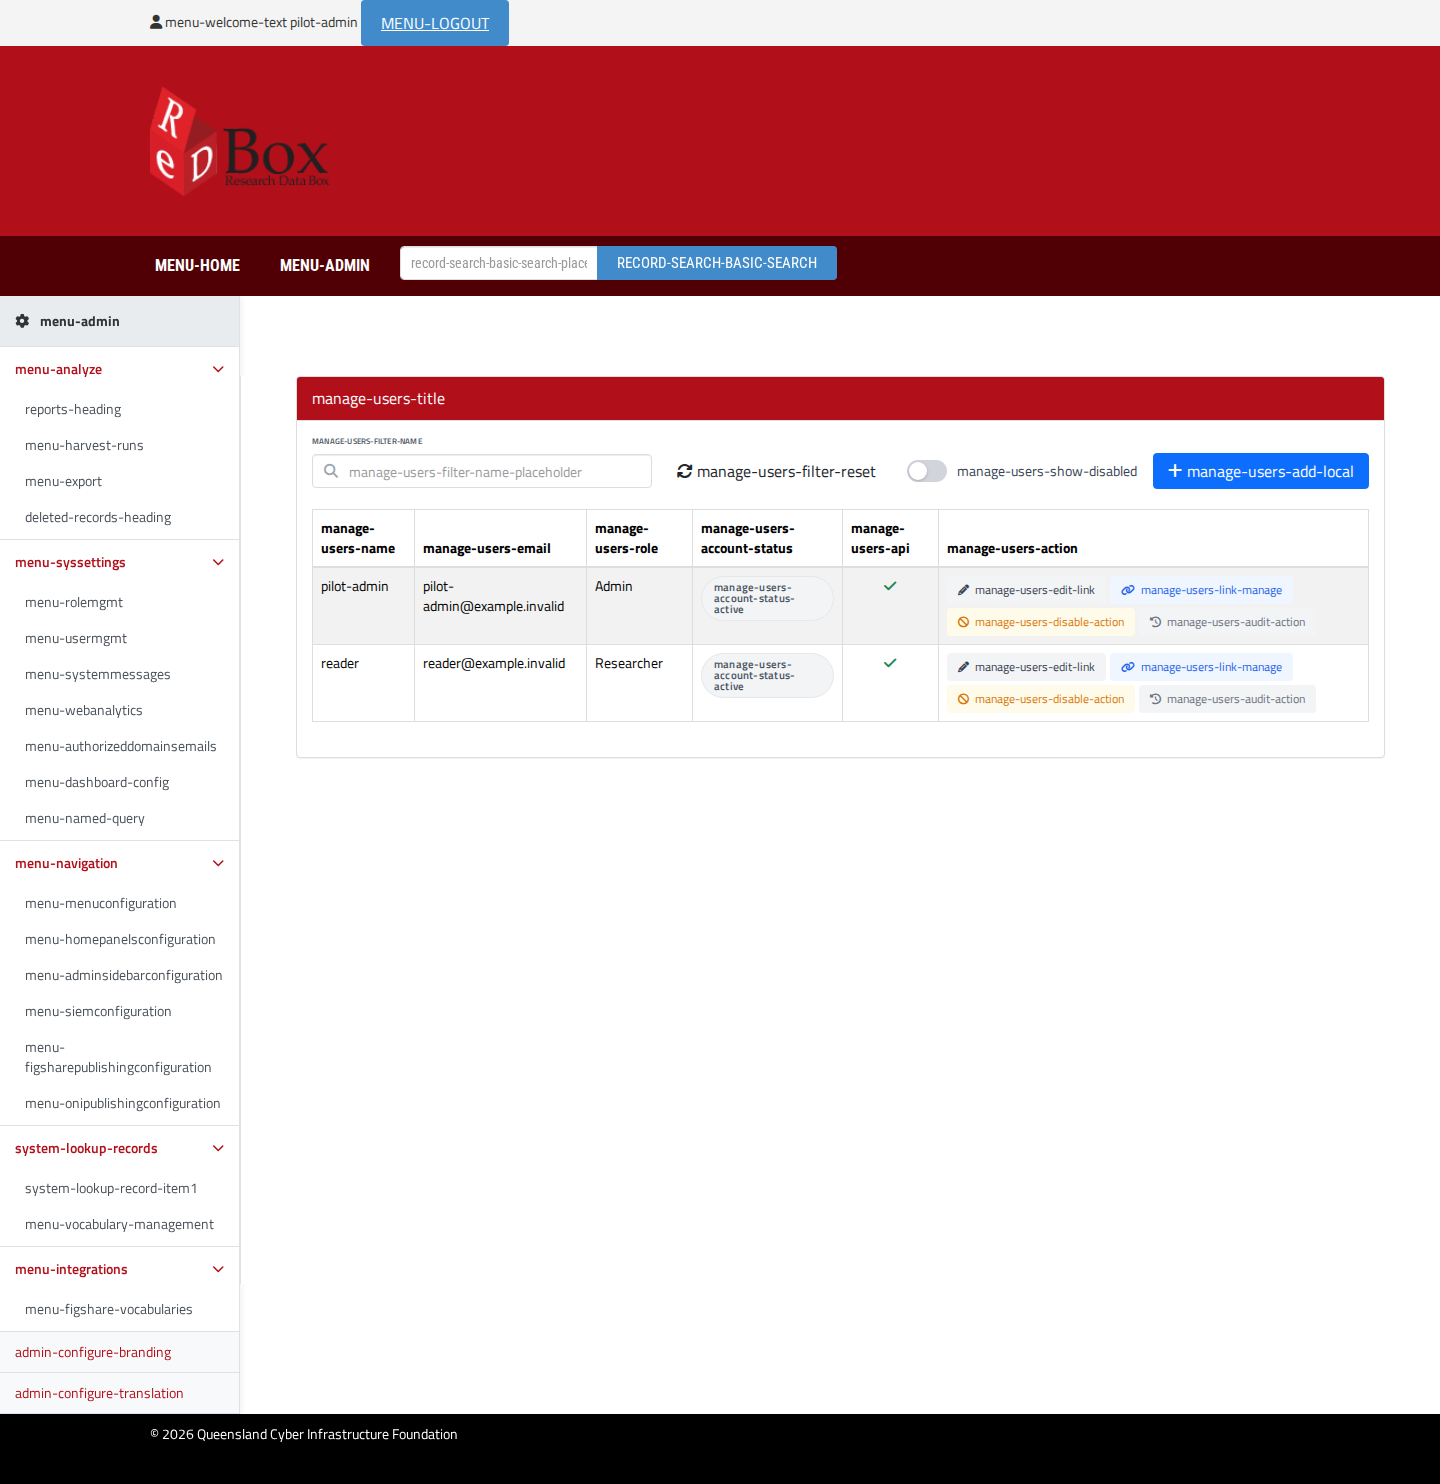 menu-welcome-text pilot-admin MENU-LOGOUT
R e D Box
Research Data Box
MENU-HOME MENU-ADMIN record-search-basic-search-place RECORD-SEARCH-BASIC-SEARCH
menu-admin
menu-analyze
reports-heading
menu-harvest-runs
menu-export
deleted-records-heading
menu-syssettings
menu-rolemgmt
menu-usermgmt
menu-systemmessages
menu-webanalytics
menu-authorizeddomainsemails
menu-dashboard-config
menu-named-query
menu-navigation
menu-menuconfiguration
menu-homepanelsconfiguration
menu-adminsidebarconfiguration
menu-siemconfiguration
menu-
figsharepublishingconfiguration
menu-onipublishingconfiguration
system-lookup-records
system-lookup-record-item1
menu-vocabulary-management
menu-integrations
menu-figshare-vocabularies
admin-configure-branding
admin-configure-translation
manage-users-title
MANAGE-USERS-FILTER-NAME
manage-users-filter-name-placeholder manage-users-filter-reset manage-users-show-disabled manage-users-add-local
manage-
users-name
manage-users-email
manage-
users-role
manage-users-
account-status
manage-
users-api
manage-users-action
pilot-admin
pilot-
admin@example.invalid
Admin
manage-users-
account-status-
active
manage-users-edit-link manage-users-link-manage
manage-users-disable-action manage-users-audit-action
reader
reader@example.invalid
Researcher
manage-users-
account-status-
active
manage-users-edit-link manage-users-link-manage
manage-users-disable-action manage-users-audit-action
© 2026 Queensland Cyber Infrastructure Foundation